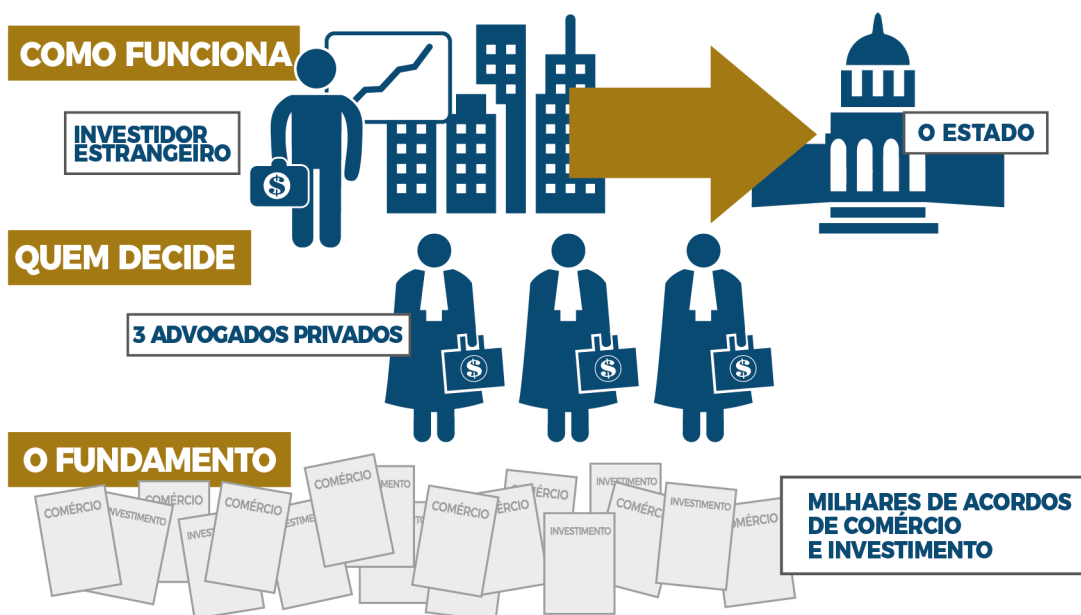 COMO FUNCIONA
INVESTIDOR
ESTRANGEIRO
$
O ESTADO
QUEM DECIDE
3 ADVOGADOS PRIVADOS
$
$
$
O FUNDAMENTO
COMÉRCIO
INVESTIMENTO
COMÉRCIO
COMÉRCIO
COMÉRCIO
COMÉRCIO
INVESTIMENTO
INVESTIMENTO
INVESTIMENTO
MILHARES DE ACORDOS
DE COMÉRCIO
E INVESTIMENTO